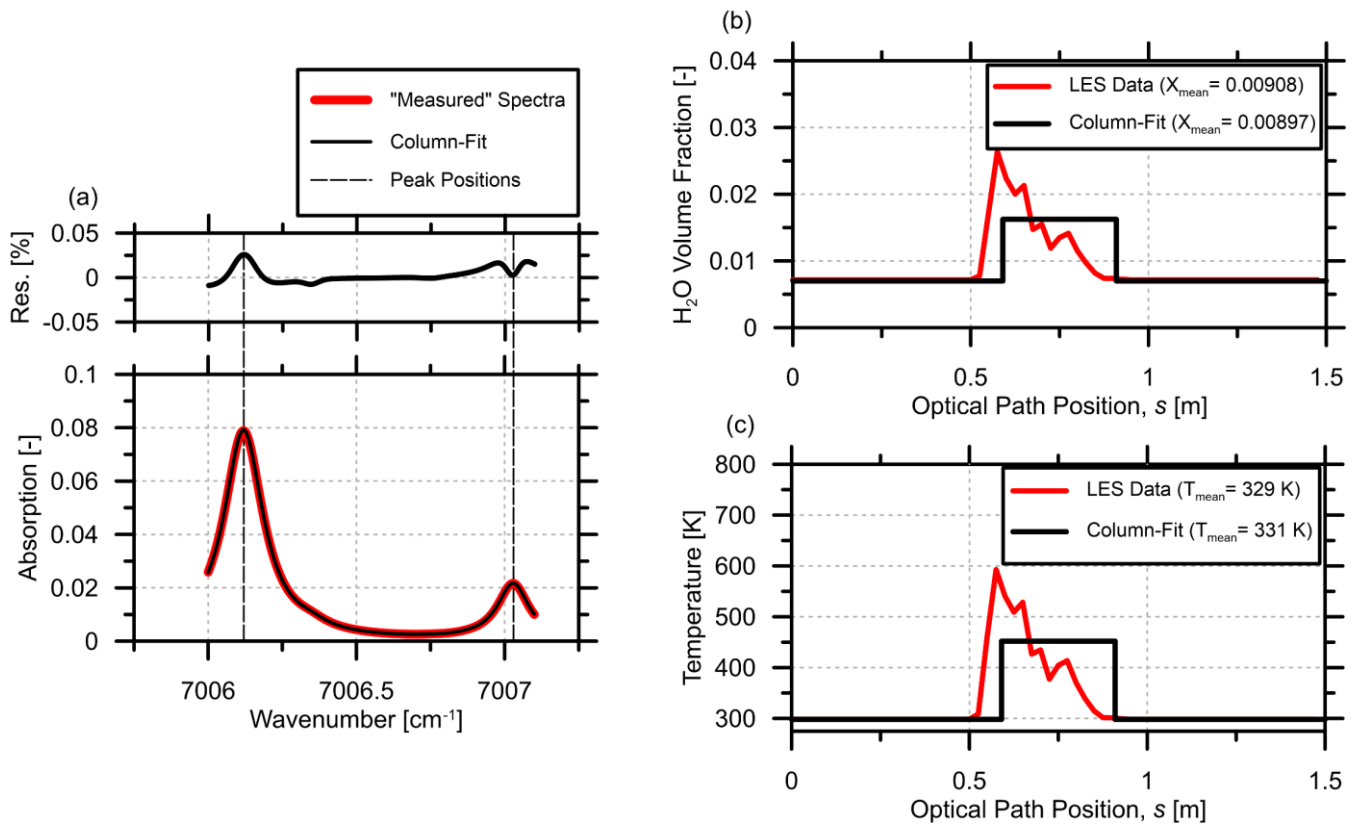 "Measured" Spectra
Column-Fit
Peak Positions
(a)
0.05
0
-0.05
Res. [%]
0.1
0.08
0.06
0.04
0.02
0
Absorption [-]
7006
7006.5
7007
Wavenumber [cm⁻¹]
(b)
0.04
0.03
0.02
0.01
0
H₂O Volume Fraction [-]
LES Data (Xmean= 0.00908)
Column-Fit (Xmean= 0.00897)
0
0.5
1
1.5
Optical Path Position, s [m]
(c)
800
700
600
500
400
300
Temperature [K]
LES Data (Tmean= 329 K)
Column-Fit (Tmean= 331 K)
0
0.5
1
1.5
Optical Path Position, s [m]